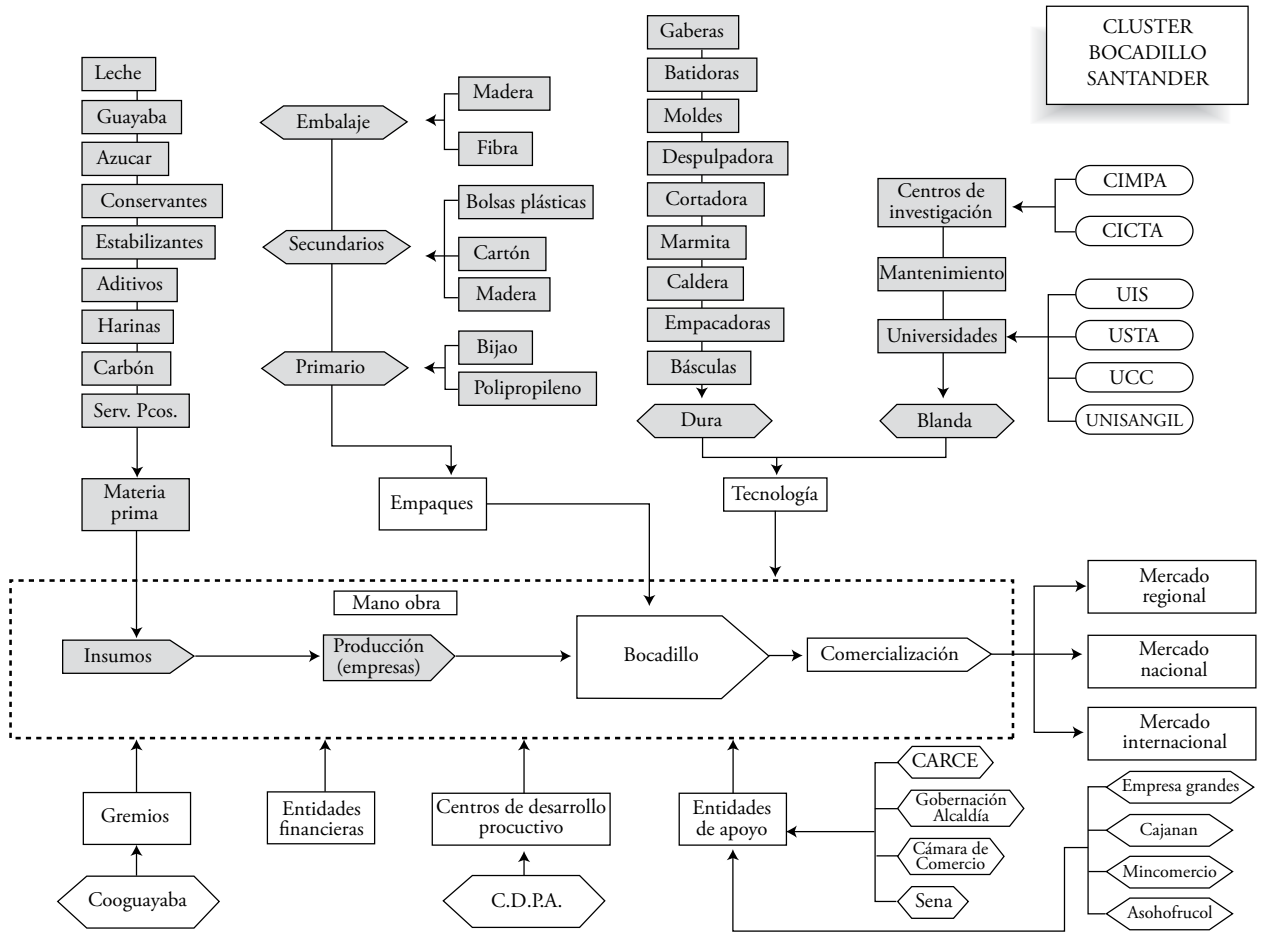 CLUSTER
BOCADILLO
SANTANDER
Leche
Guayaba
Azucar
Conservantes
Estabilizantes
Aditivos
Harinas
Carbón
Serv. Pcos.
Materia
prima
Embalaje
Madera
Fibra
Secundarios
Bolsas plásticas
Cartón
Madera
Primario
Bijao
Polipropileno
Empaques
Gaberas
Batidoras
Moldes
Despulpadora
Cortadora
Marmita
Caldera
Empacadoras
Básculas
Dura
Centros de
investigación
CIMPA
CICTA
Mantenimiento
Universidades
UIS
USTA
UCC
UNISANGIL
Blanda
Tecnología
Mano obra
Insumos
Producción
(empresas)
Bocadillo
Comercialización
Mercado
regional
Mercado
nacional
Mercado
internacional
Gremios
Cooguayaba
Entidades
financieras
Centros de desarrollo
procuctivo
C.D.P.A.
Entidades
de apoyo
CARCE
Gobernación
Alcaldía
Cámara de
Comercio
Sena
Empresa grandes
Cajanan
Mincomercio
Asohofrucol